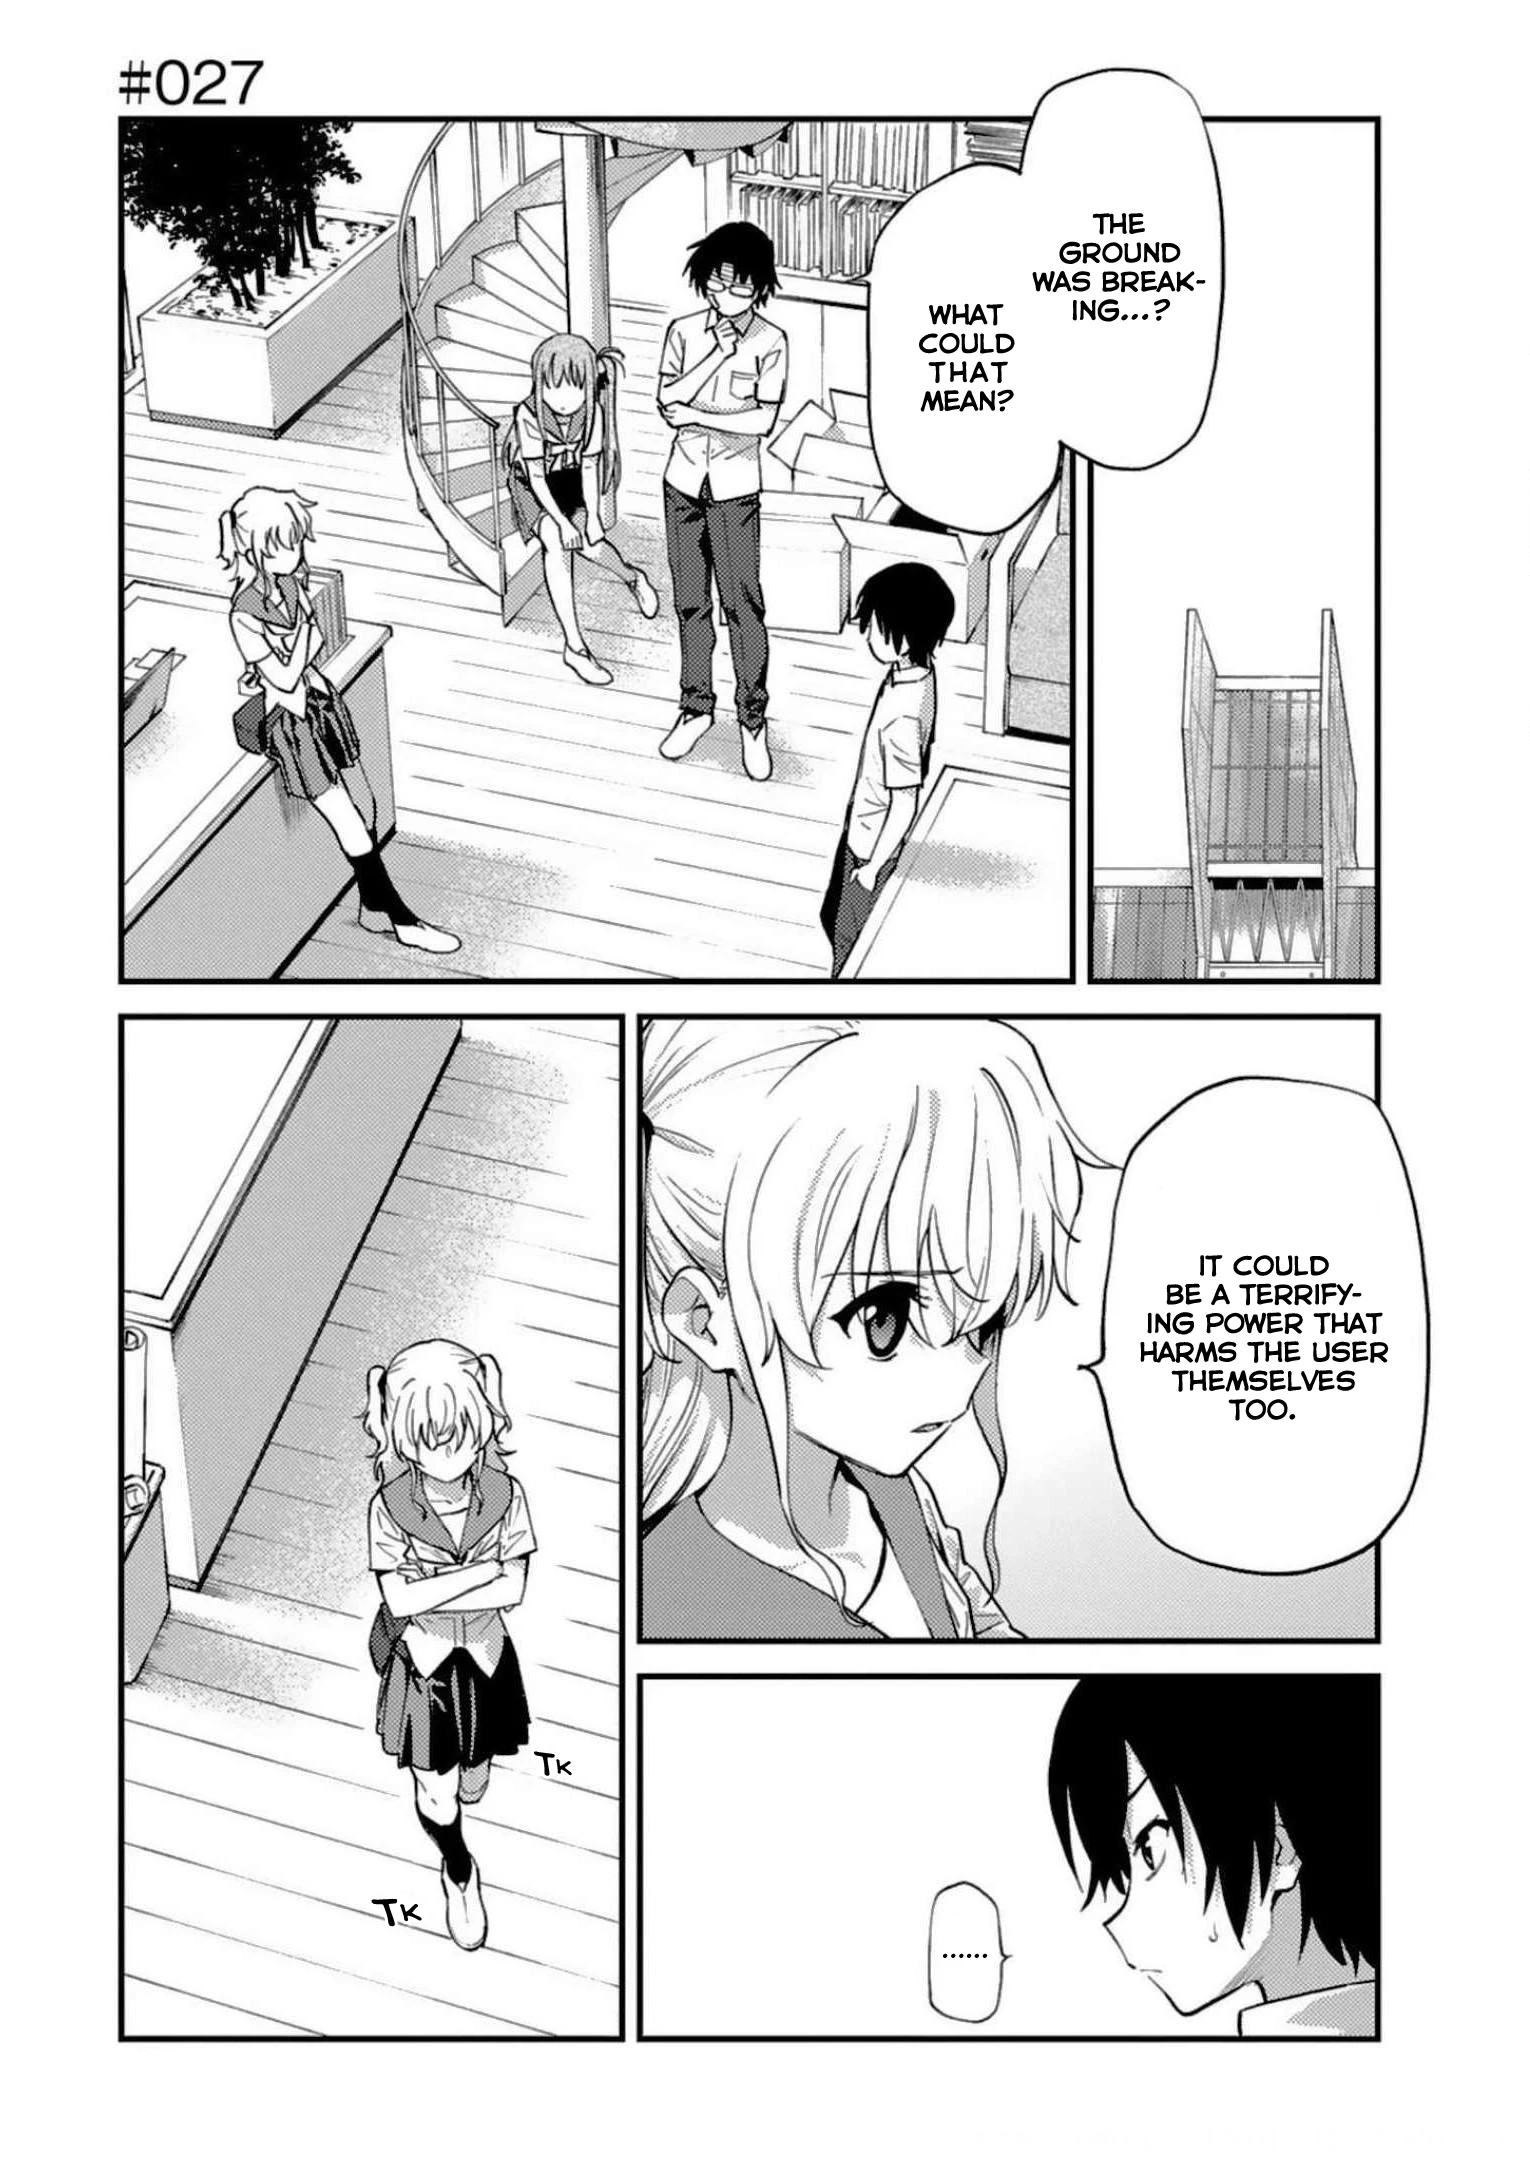 #027
THE
GROUND
WAS BREAK-
ING...?
WHAT
COULD
THAT
MEAN?
IT COULD
BE A TERRIFY-
ING POWER THAT
HARMS THE USER
THEMSELVES
TOO.
......
TK
TK